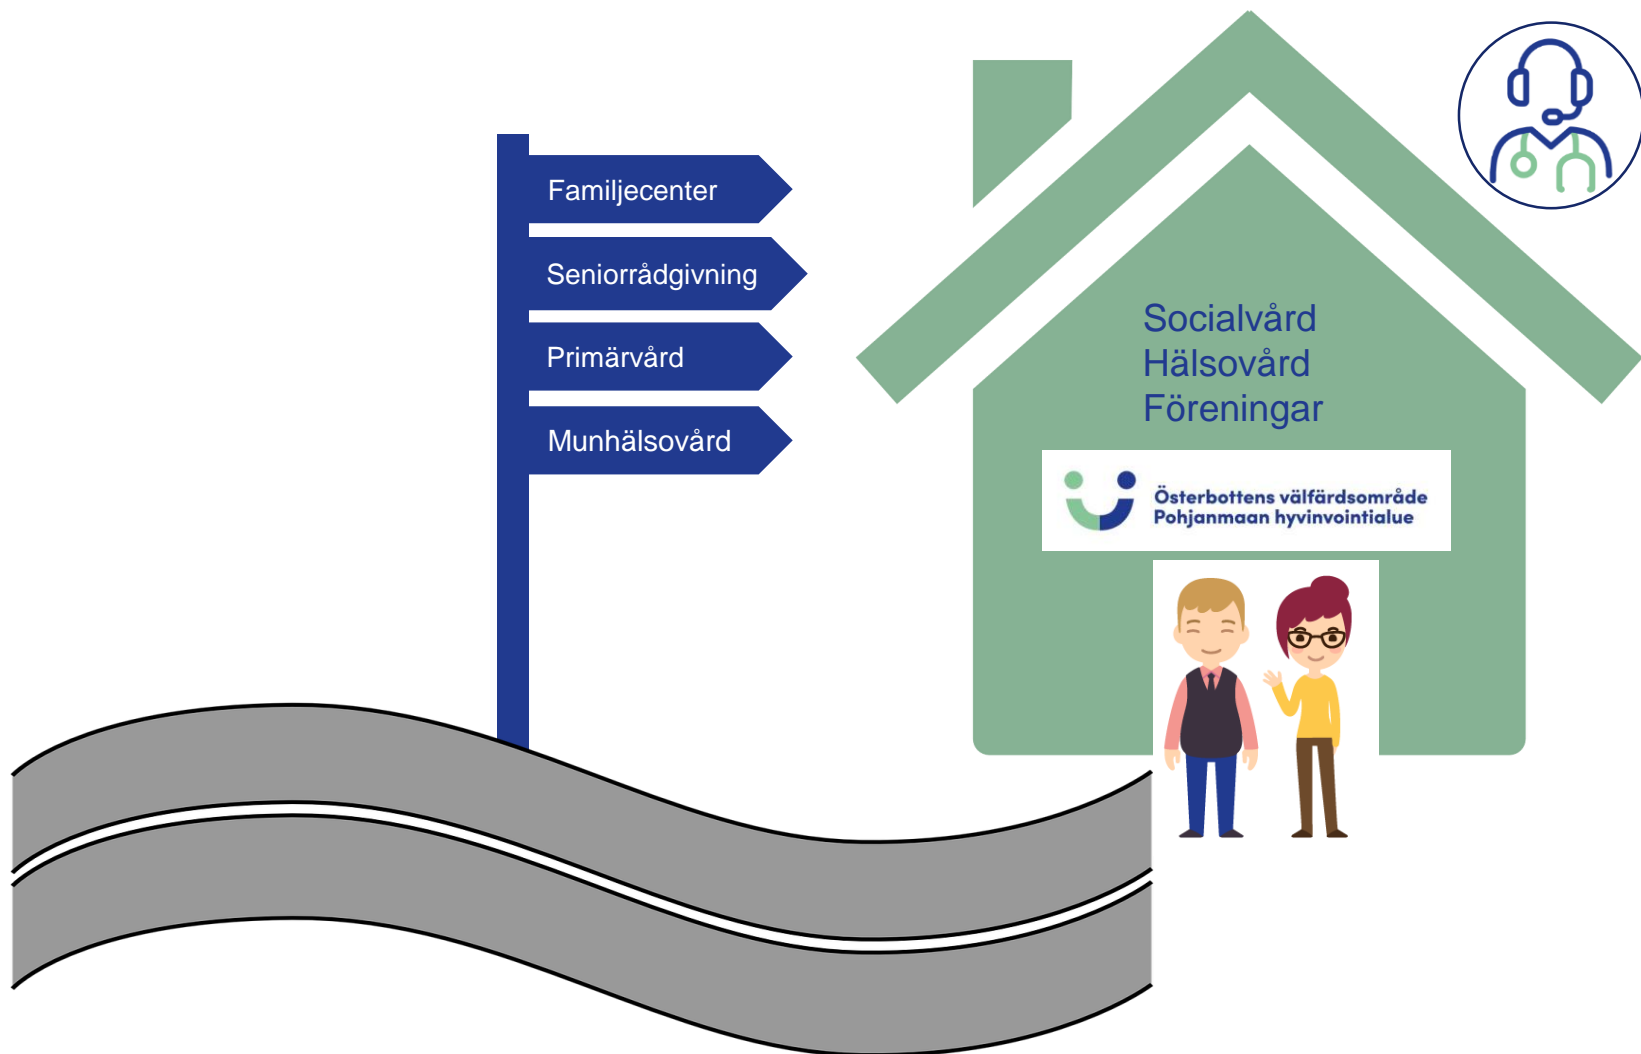 Familjecenter
Seniorrådgivning
Primärvård
Munhälsovård
Socialvård
Hälsovård
Föreningar
Österbottens välfärdsområde
Pohjanmaan hyvinvointialue